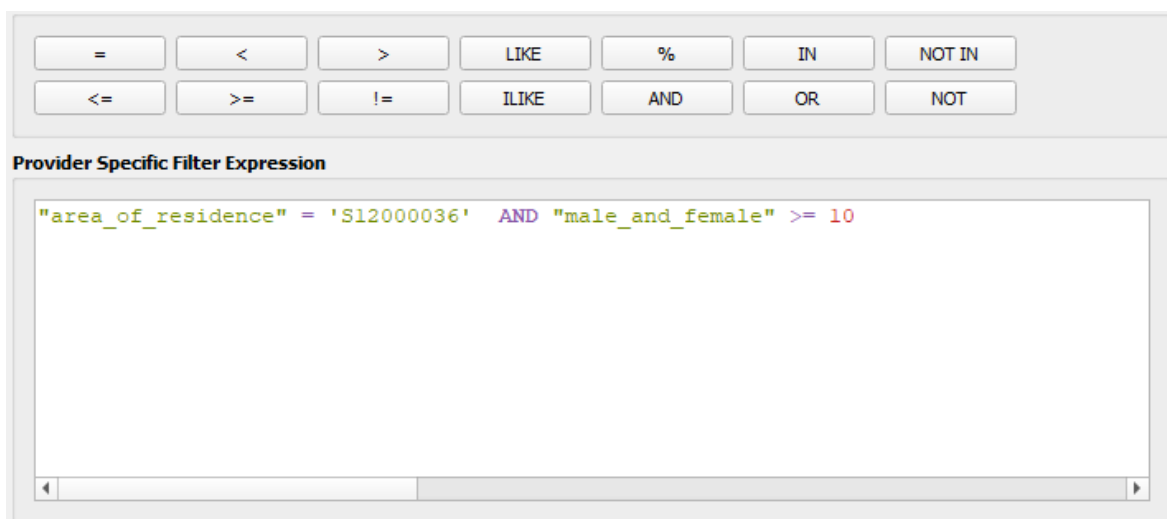 = < > LIKE % IN NOT IN
<= >= != ILIKE AND OR NOT
Provider Specific Filter Expression
"area_of_residence" = 'S12000036'  AND "male_and_female" >= 10